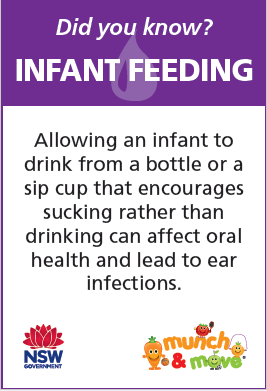 Did you know?
INFANT FEEDING
Allowing an infant to
drink from a bottle or a
sip cup that encourages
sucking rather than
drinking can affect oral
health and lead to ear
infections.
NSW
GOVERNMENT
munch
& move